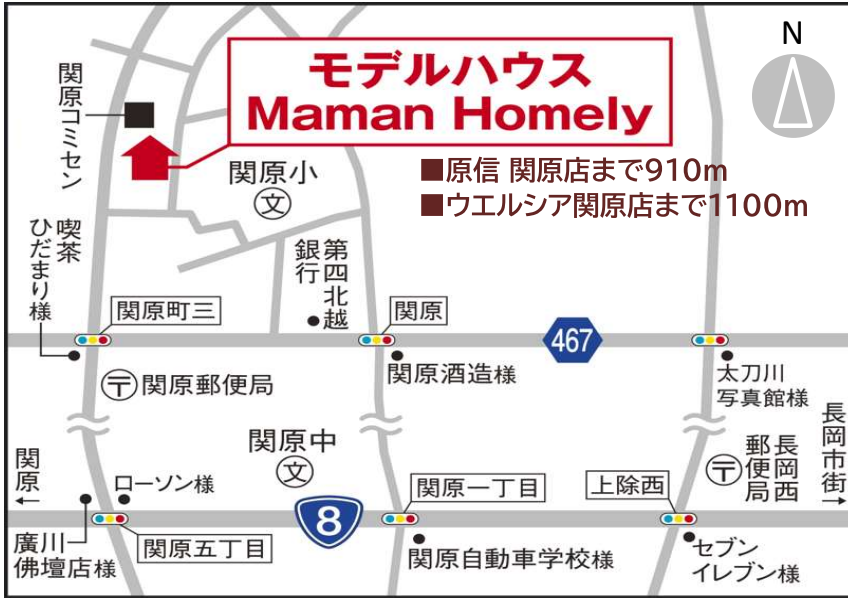 N
モデルハウス
Maman Homely
関原コミセン
関原小
文
■原信 関原店まで910m
■ウエルシア関原店まで1100m
喫茶
ひだまり様
第四北越
銀行
関原町三
関原
467
〒関原郵便局
関原酒造様
太刀川
写真館様
長岡市街
→
関原中
文
長岡西
郵便局
〒
関原
←
ローソン様
8
関原一丁目
上除西
廣川
佛壇店様
関原五丁目
関原自動車学校様
セブン
イレブン様